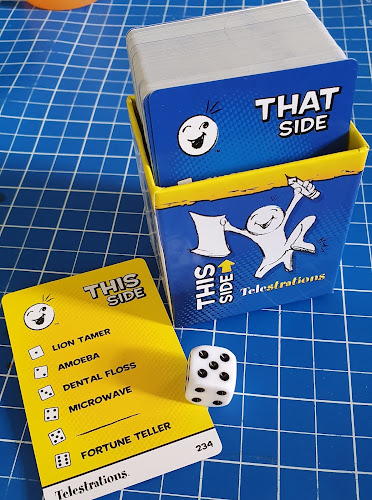 THAT
SIDE
THIS
SIDE
Telestrations
THIS
SIDE
LION TAMER
AMOEBA
DENTAL FLOSS
MICROWAVE
FORTUNE TELLER
234
Telestrations